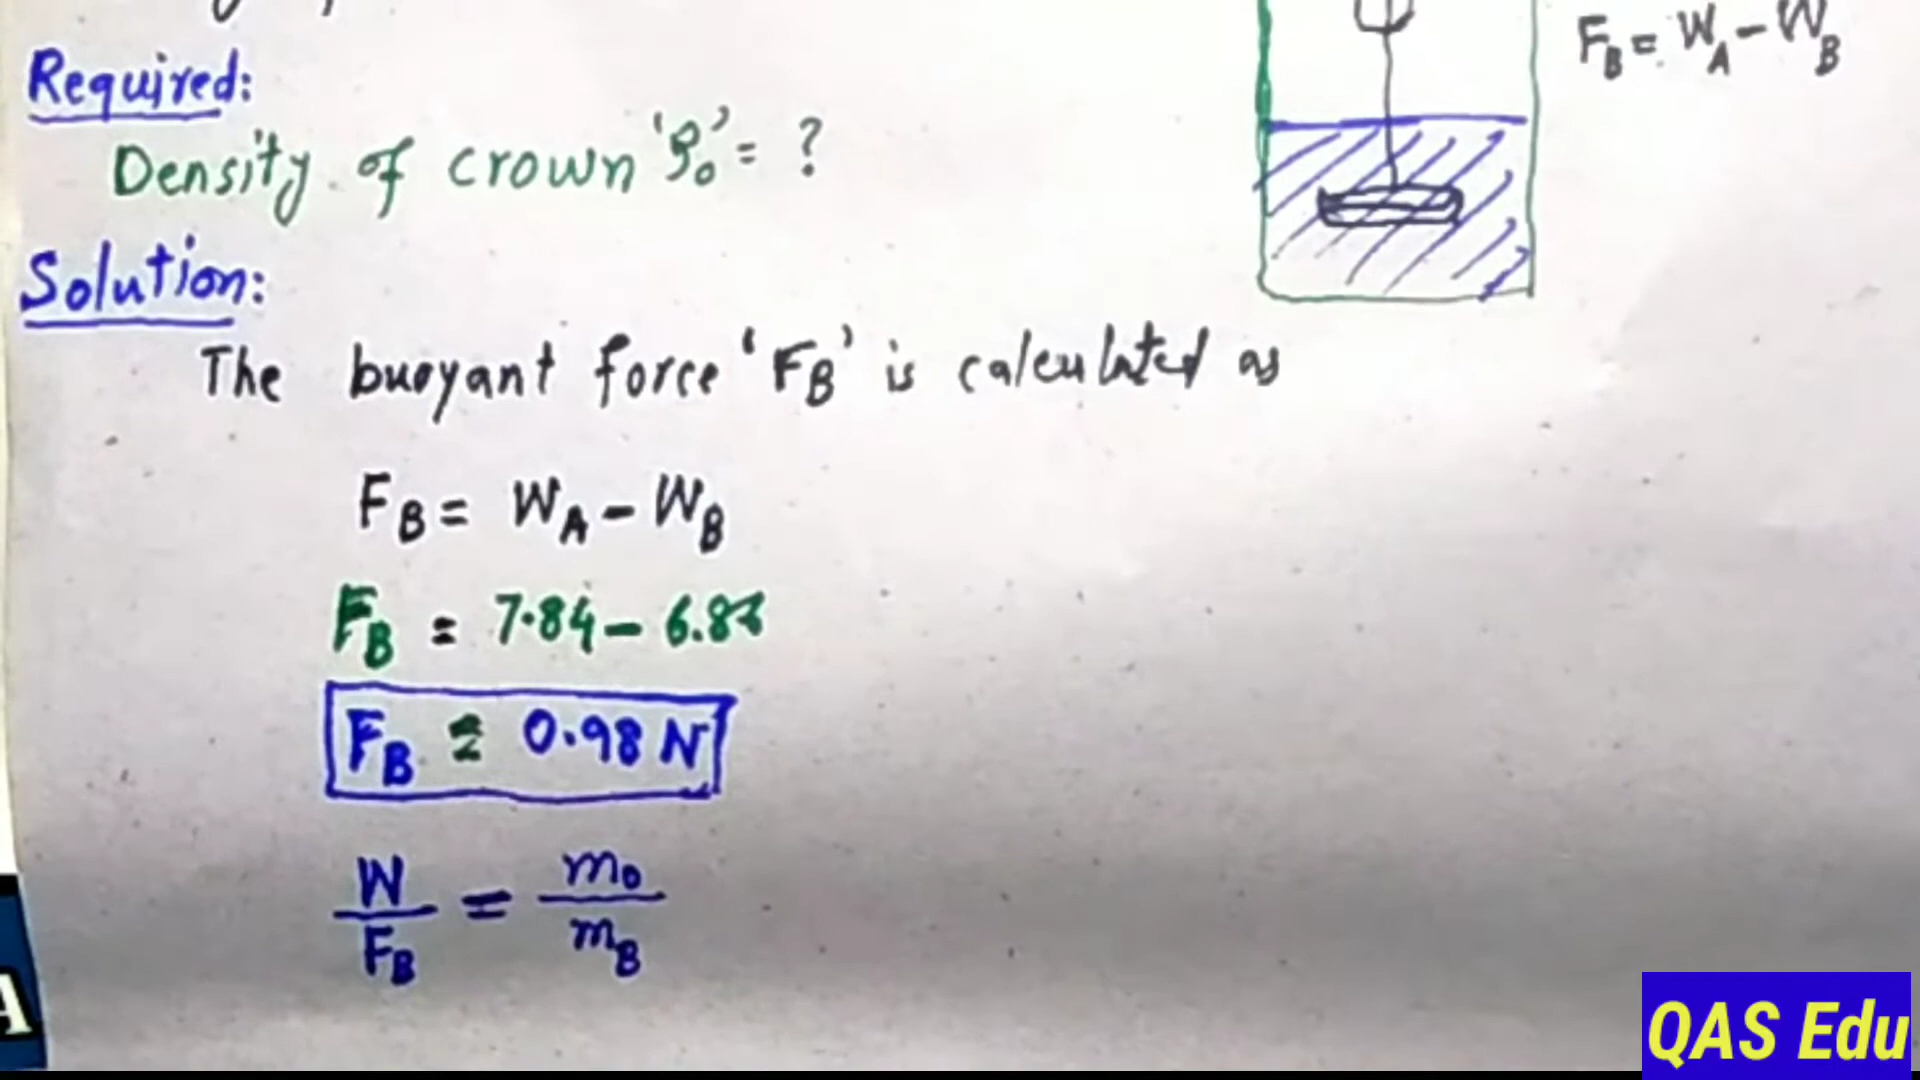 F_B = W_A - W_B
Required:
Density of crown 'ρ₀' = ?
Solution:
The buoyant force 'F_B' is calculated as
F_B = W_A - W_B
F_B = 7.84 - 6.86
F_B = 0.98 N
W/F_B = m₀/m_B
A
QAS Edu